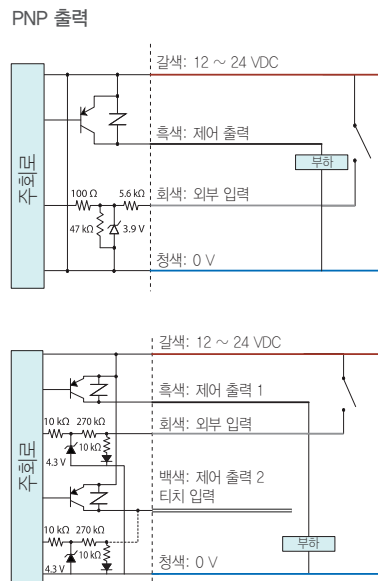 PNP 출력
갈색: 12 ~ 24 VDC
흑색: 제어 출력
부하
주회로
100 Ω
5.6 kΩ
회색: 외부 입력
47 kΩ
3.9 V
청색: 0 V
갈색: 12 ~ 24 VDC
흑색: 제어 출력 1
10 kΩ
270 kΩ
회색: 외부 입력
10 kΩ
4.3 V
주회로
백색: 제어 출력 2
티치 입력
10 kΩ
270 kΩ
부하
10 kΩ
4.3 V
청색: 0 V